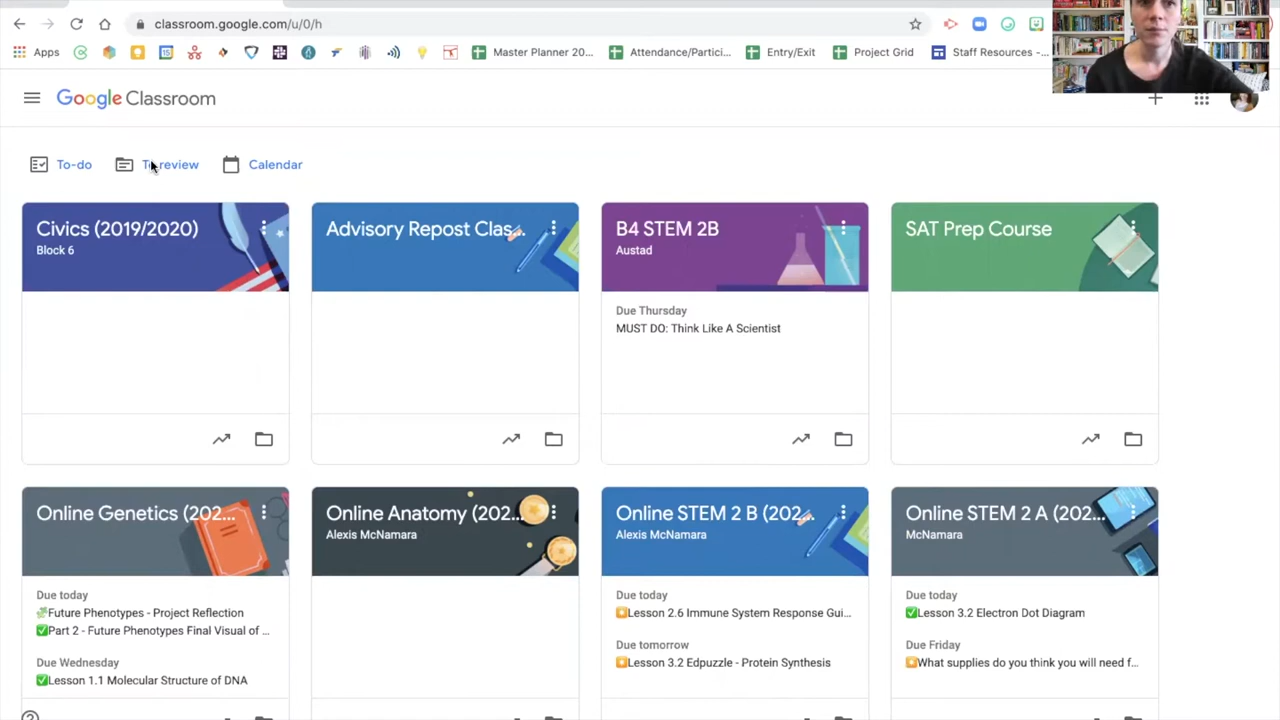 classroom.google.com/u/0/h
Apps
Master Planner 20...
Attendance/Partici...
Entry/Exit
Project Grid
Staff Resources -...
Google Classroom
To-do
To review
Calendar
Civics (2019/2020)
Block 6
Advisory Repost Clas...
B4 STEM 2B
Austad
Due Thursday
MUST DO: Think Like A Scientist
SAT Prep Course
Online Genetics (202...
Due today
🌿Future Phenotypes - Project Reflection
✅Part 2 - Future Phenotypes Final Visual of ...
Due Wednesday
✅Lesson 1.1 Molecular Structure of DNA
Online Anatomy (202...
Alexis McNamara
Online STEM 2 B (202...
Alexis McNamara
Due today
Lesson 2.6 Immune System Response Gui...
Due tomorrow
Lesson 3.2 Edpuzzle - Protein Synthesis
Online STEM 2 A (202...
McNamara
Due today
✅Lesson 3.2 Electron Dot Diagram
Due Friday
What supplies do you think you will need f...